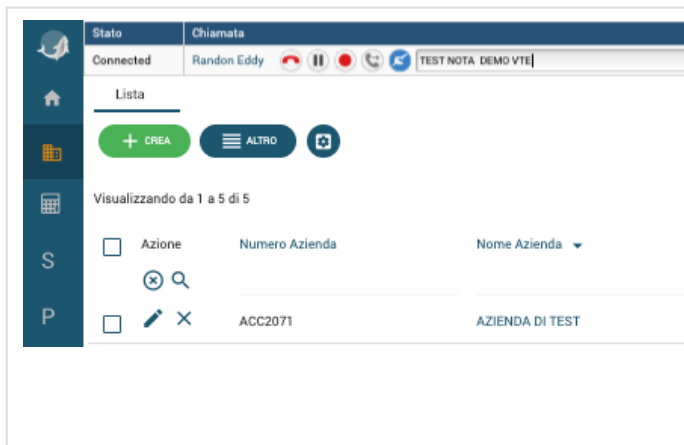 Stato Chiamata
Connected Randon Eddy TEST NOTA DEMO VTE
Lista
CREA ALTRO
Visualizzando da 1 a 5 di 5
Azione Numero Azienda Nome Azienda
S
P ACC2071 AZIENDA DI TEST